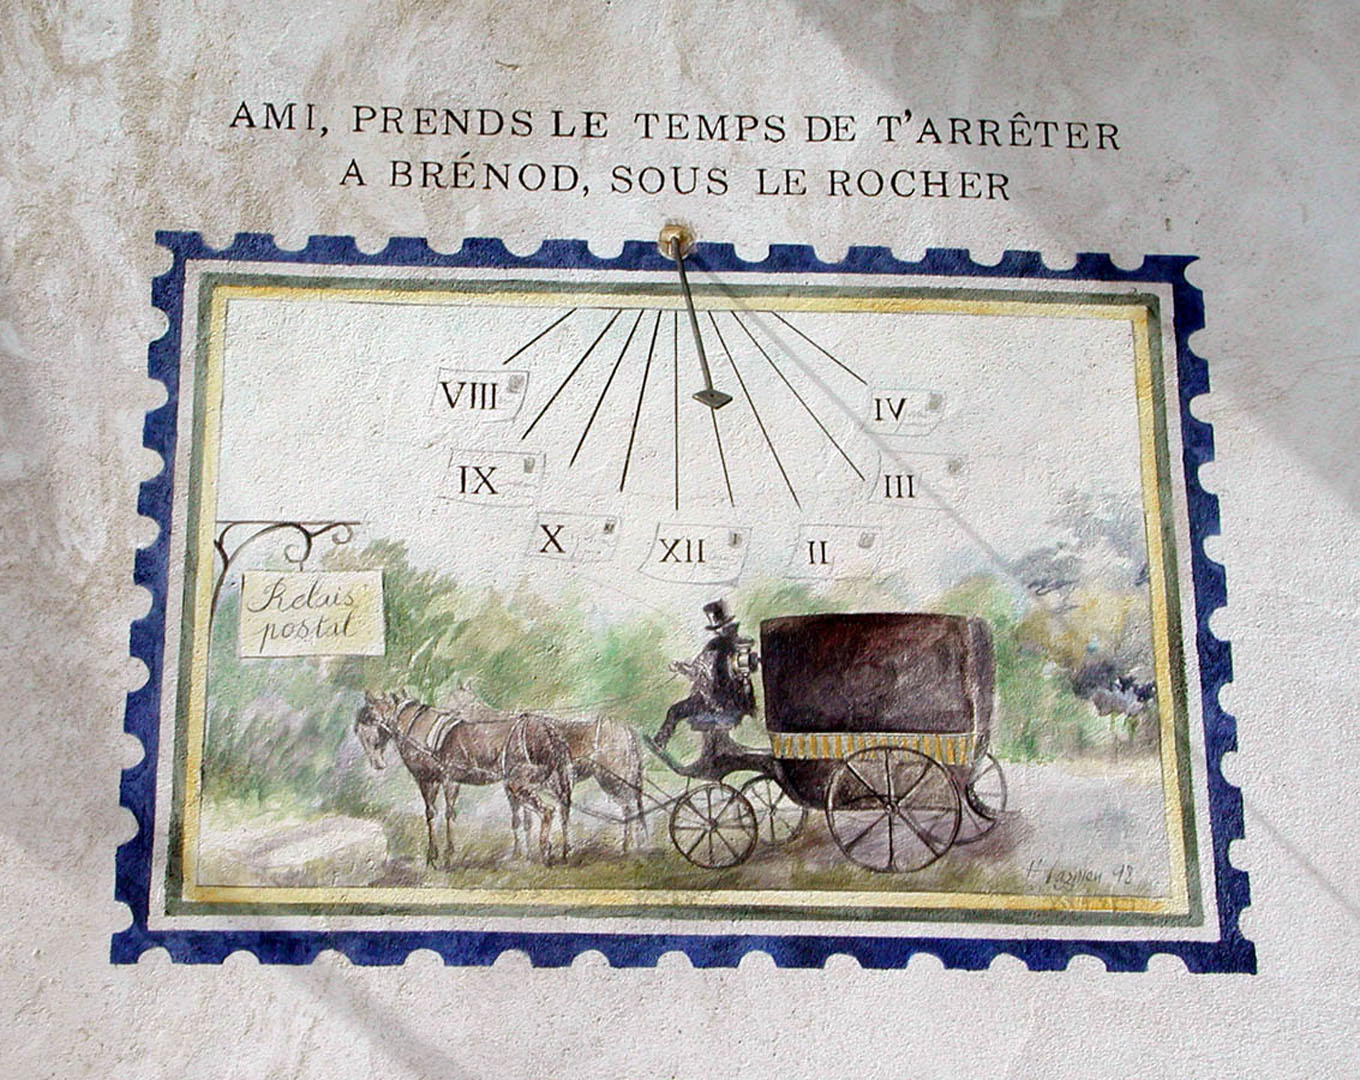 AMI, PRENDS LE TEMPS DE T'ARRÊTER
A BRÉNOD, SOUS LE ROCHER
VIII
IV
IX
III
X
XII
II
Relais
postal